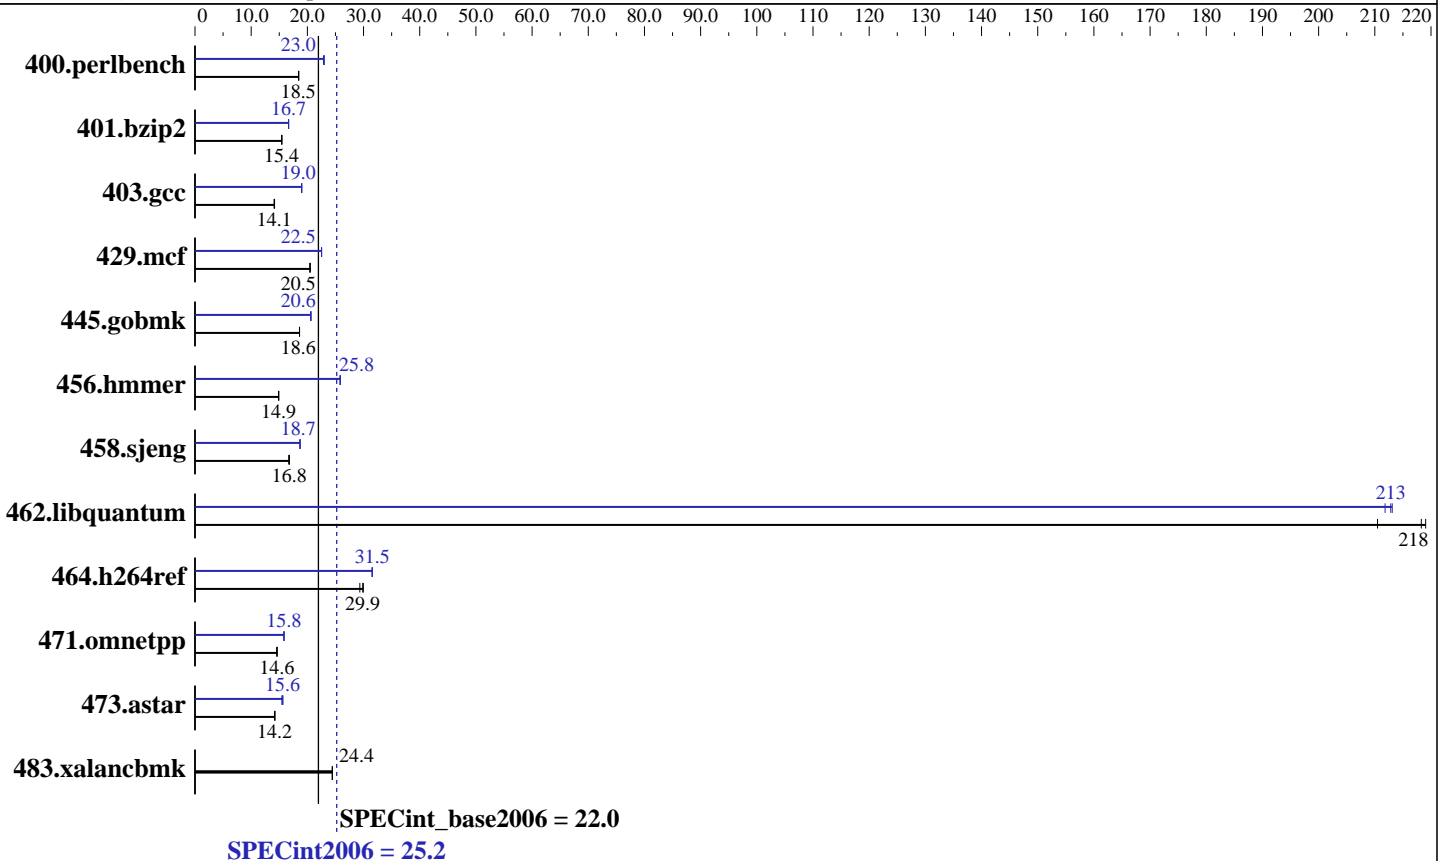 0 10.0 20.0 30.0 40.0 50.0 60.0 70.0 80.0 90.0 100 110 120 130 140 150 160 170 180 190 200 210 220
23.0
400.perlbench
18.5
16.7
401.bzip2
15.4
19.0
403.gcc
14.1
22.5
429.mcf
20.5
20.6
445.gobmk
18.6
25.8
456.hmmer
14.9
18.7
458.sjeng
16.8
213
462.libquantum
218
31.5
464.h264ref
29.9
15.8
471.omnetpp
14.6
15.6
473.astar
14.2
24.4
483.xalancbmk
SPECint_base2006 = 22.0
SPECint2006 = 25.2